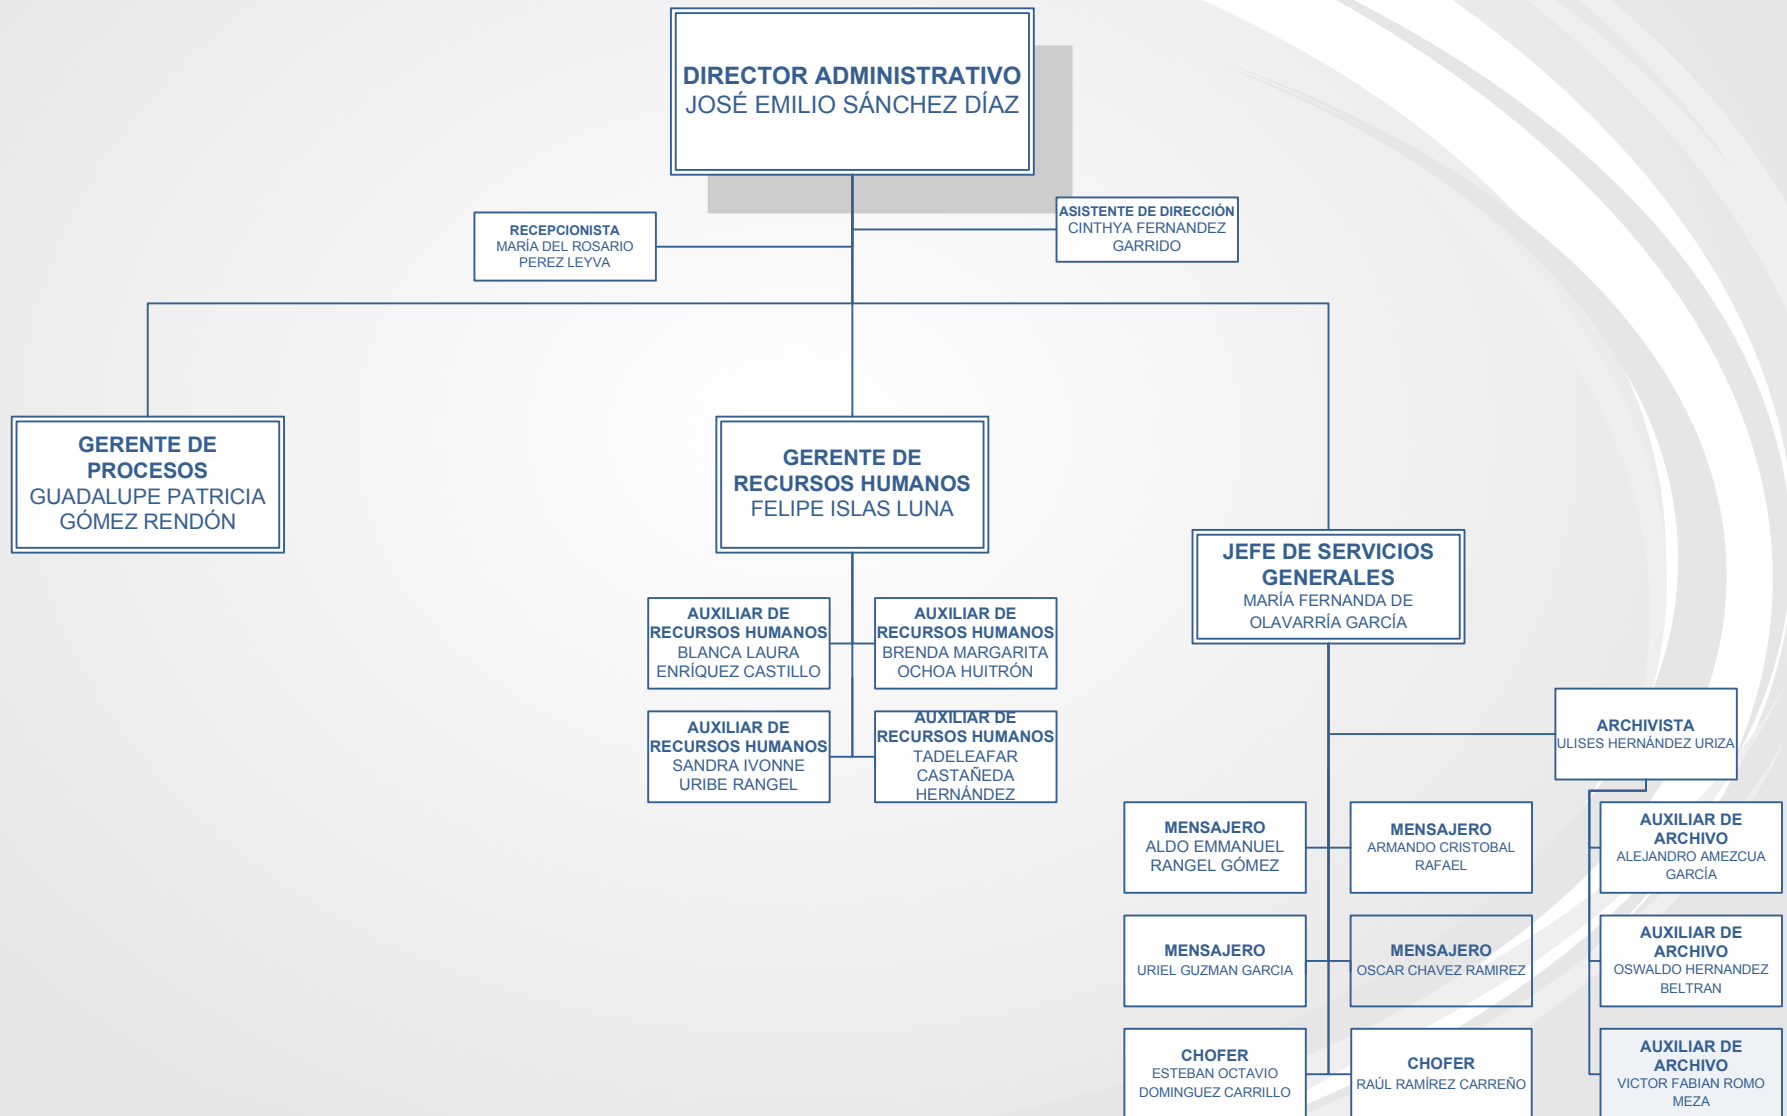 DIRECTOR ADMINISTRATIVO
JOSÉ EMILIO SÁNCHEZ DÍAZ
ASISTENTE DE DIRECCIÓN
CINTHYA FERNANDEZ
GARRIDO
RECEPCIONISTA
MARÍA DEL ROSARIO
PEREZ LEYVA
GERENTE DE
PROCESOS
GUADALUPE PATRICIA
GÓMEZ RENDÓN
GERENTE DE
RECURSOS HUMANOS
FELIPE ISLAS LUNA
JEFE DE SERVICIOS
GENERALES
MARÍA FERNANDA DE
OLAVARRÍA GARCÍA
AUXILIAR DE
RECURSOS HUMANOS
BLANCA LAURA
ENRÍQUEZ CASTILLO
AUXILIAR DE
RECURSOS HUMANOS
BRENDA MARGARITA
OCHOA HUITRÓN
AUXILIAR DE
RECURSOS HUMANOS
SANDRA IVONNE
URIBE RANGEL
AUXILIAR DE
RECURSOS HUMANOS
TADELEAFAR
CASTAÑEDA
HERNÁNDEZ
ARCHIVISTA
ULISES HERNÁNDEZ URIZA
MENSAJERO
ALDO EMMANUEL
RANGEL GÓMEZ
MENSAJERO
ARMANDO CRISTOBAL
RAFAEL
AUXILIAR DE
ARCHIVO
ALEJANDRO AMEZCUA
GARCÍA
MENSAJERO
URIEL GUZMAN GARCIA
MENSAJERO
OSCAR CHAVEZ RAMIREZ
AUXILIAR DE
ARCHIVO
OSWALDO HERNANDEZ
BELTRAN
CHOFER
ESTEBAN OCTAVIO
DOMINGUEZ CARRILLO
CHOFER
RAÚL RAMÍREZ CARREÑO
AUXILIAR DE
ARCHIVO
VICTOR FABIAN ROMO
MEZA